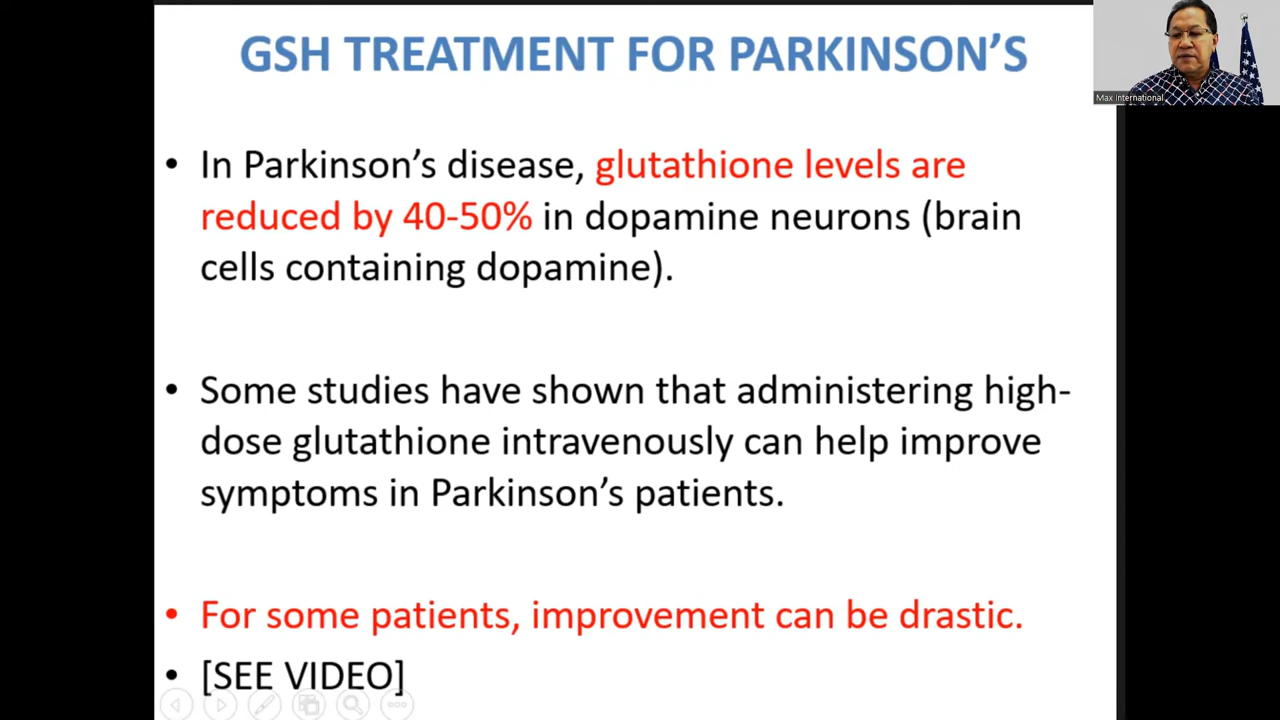 GSH TREATMENT FOR PARKINSON’S
Max International
• In Parkinson’s disease, glutathione levels are
reduced by 40-50% in dopamine neurons (brain
cells containing dopamine).
• Some studies have shown that administering high-
dose glutathione intravenously can help improve
symptoms in Parkinson’s patients.
• For some patients, improvement can be drastic.
• [SEE VIDEO]